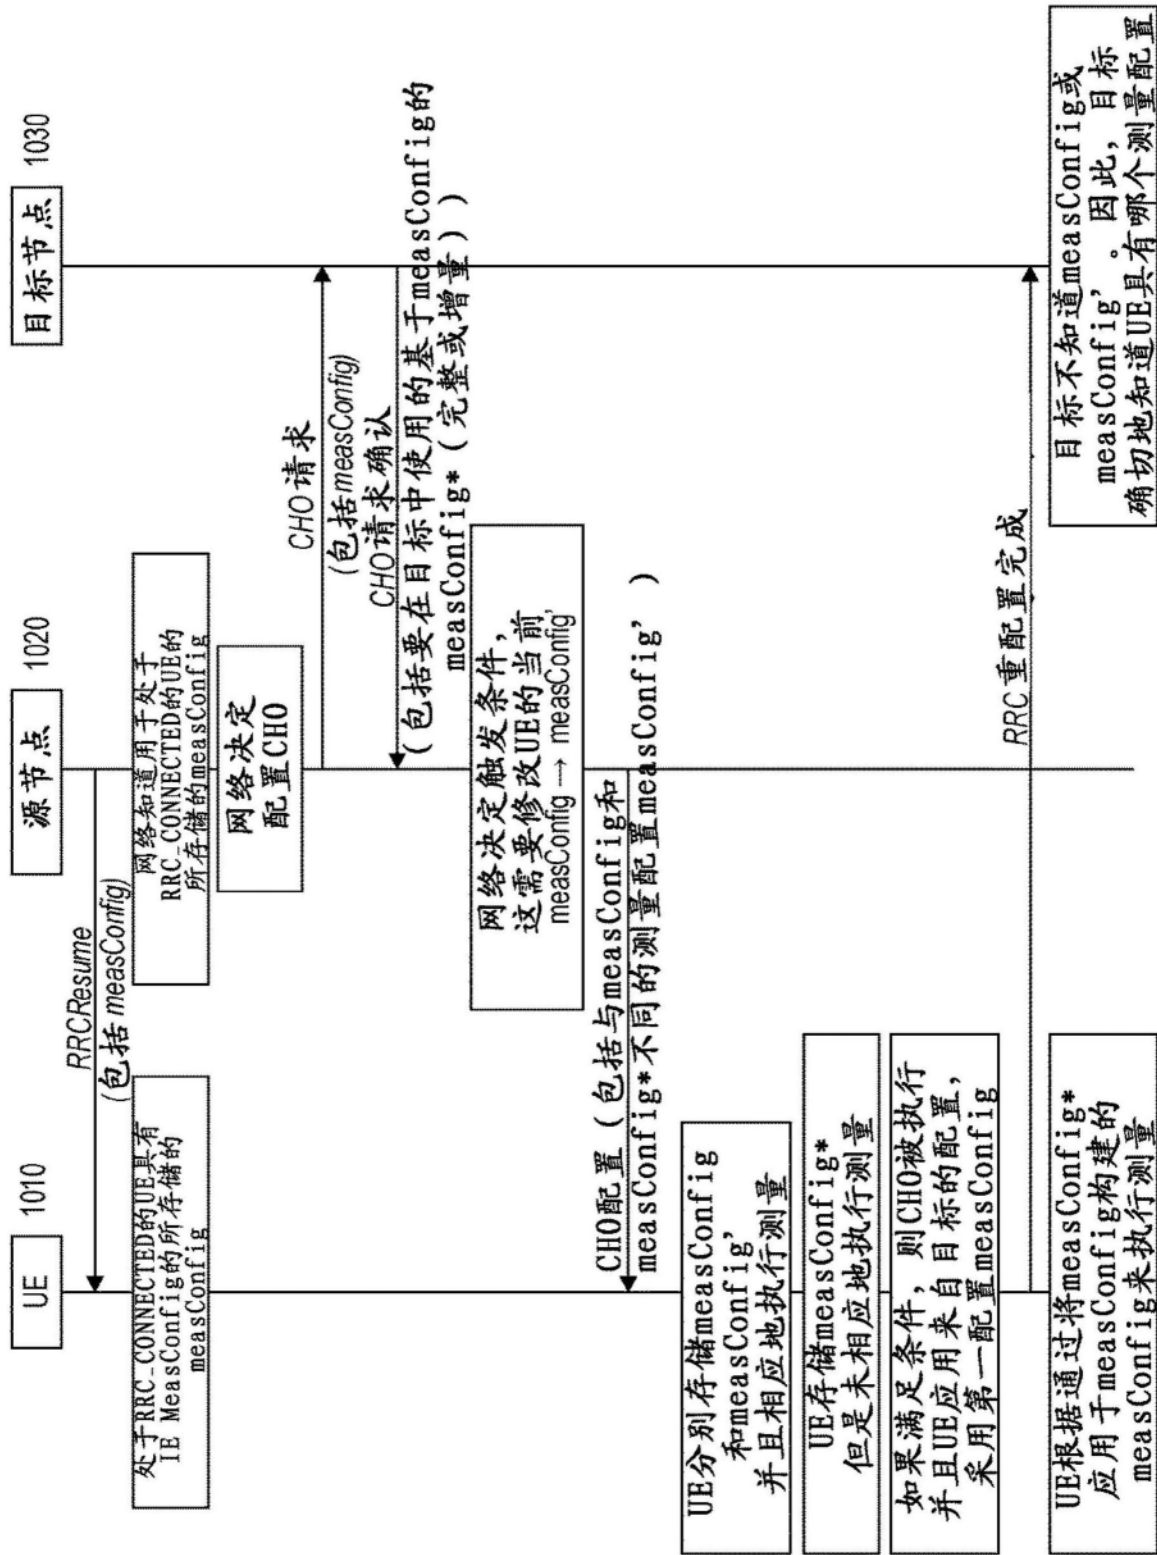 UE 1010
源节点 1020
目标节点 1030
RRCResume
(包括measConfig)
处于RRC_CONNECTED的UE具有
IE MeasConfig的所存储的
measConfig
网络知道用于处于
RRC_CONNECTED的UE的
所存储的measConfig
网络决定
配置CHO
CHO请求
(包括measConfig)
CHO请求确认
(包括要在目标中使用的基于measConfig的
measConfig*(完整或增量))
网络决定触发条件，
这需要修改UE的当前
measConfig → measConfig'
CHO配置(包括与measConfig和
measConfig*不同的测量配置measConfig')
UE分别存储measConfig
和measConfig'
并且相应地执行测量
UE存储measConfig*
但是未相应地执行测量
如果满足条件，则CHO被执行
并且UE应用来自目标的配置，
采用第一配置measConfig
RRC重配置完成
UE根据通过将measConfig*
应用于measConfig构建的
measConfig来执行测量
目标不知道measConfig或
measConfig'。因此，目标
确切地知道UE具有哪个测量配置